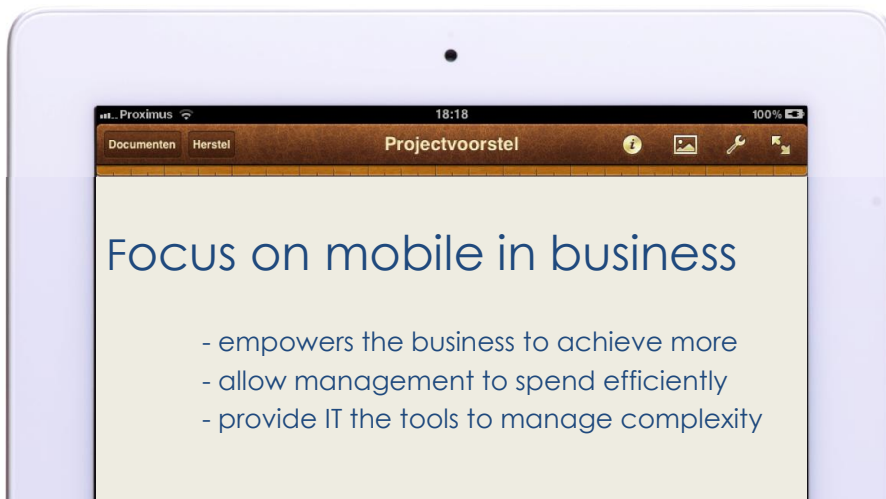 Proximus 18:18 100%
Documenten Herstel Projectvoorstel
Focus on mobile in business
- empowers the business to achieve more
- allow management to spend efficiently
- provide IT the tools to manage complexity